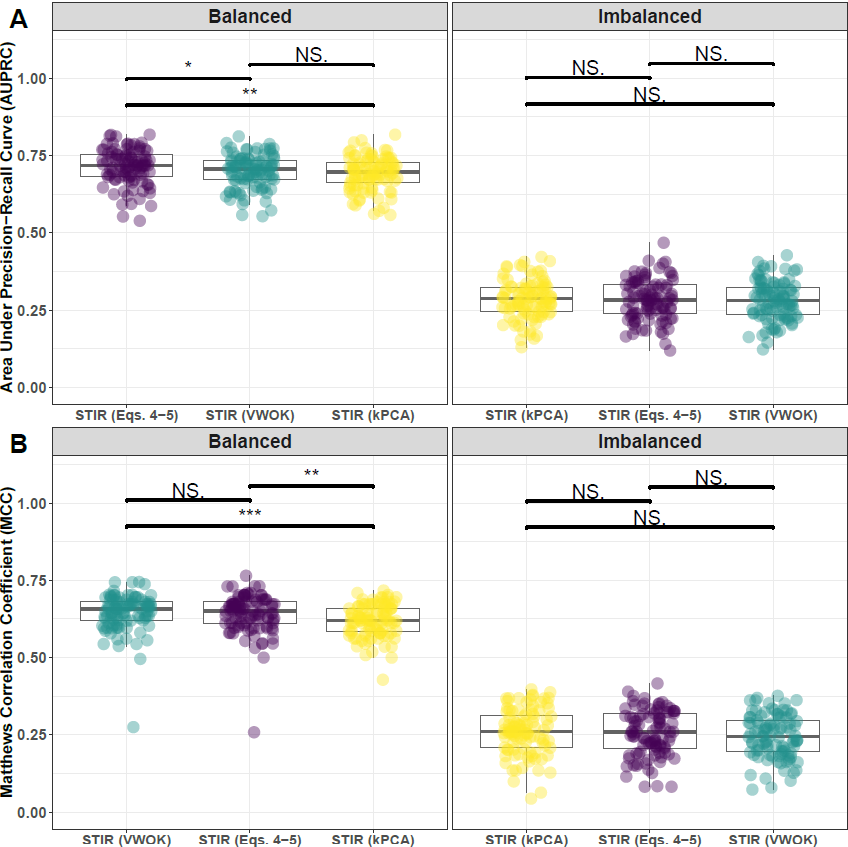 A
Balanced
Imbalanced
Area Under Precision−Recall Curve (AUPRC)
1.00
0.75
0.50
0.25
0.00
*
NS.
**
NS.
NS.
NS.
STIR (Eqs. 4−5)
STIR (VWOK)
STIR (kPCA)
STIR (kPCA)
STIR (Eqs. 4−5)
STIR (VWOK)
B
Balanced
Imbalanced
Matthews Correlation Coefficient (MCC)
1.00
0.75
0.50
0.25
0.00
NS.
**
***
NS.
NS.
NS.
STIR (VWOK)
STIR (Eqs. 4−5)
STIR (kPCA)
STIR (kPCA)
STIR (Eqs. 4−5)
STIR (VWOK)